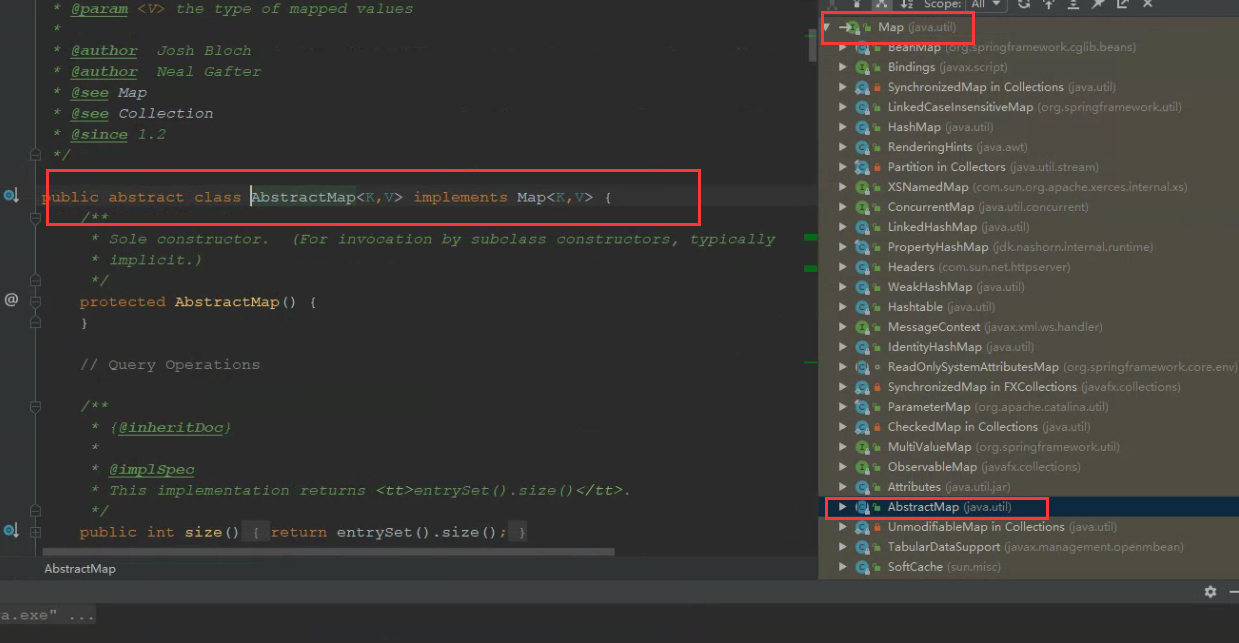 * @param <V> the type of mapped values
*
* @author Josh Bloch
* @author Neal Gafter
* @see Map
* @see Collection
* @since 1.2
*/
public abstract class AbstractMap<K,V> implements Map<K,V> {
/**
* Sole constructor. (For invocation by subclass constructors, typically
* implicit.)
*/
protected AbstractMap() {
}
// Query Operations
/**
* {@inheritDoc}
*
* @implSpec
* This implementation returns <tt>entrySet().size()</tt>.
*/
public int size() { return entrySet().size(); }
AbstractMap
a.exe" ...
Scope: All
Map (java.util)
BeanMap (org.springframework.cglib.beans)
Bindings (javax.script)
SynchronizedMap in Collections (java.util)
LinkedCaseInsensitiveMap (org.springframework.util)
HashMap (java.util)
RenderingHints (java.awt)
Partition in Collectors (java.util.stream)
XSNamedMap (com.sun.org.apache.xerces.internal.xs)
ConcurrentMap (java.util.concurrent)
LinkedHashMap (java.util)
PropertyHashMap (jdk.nashorn.internal.runtime)
Headers (com.sun.net.httpserver)
WeakHashMap (java.util)
Hashtable (java.util)
MessageContext (javax.xml.ws.handler)
IdentityHashMap (java.util)
ReadOnlySystemAttributesMap (org.springframework.core.env)
SynchronizedMap in FXCollections (javafx.collections)
ParameterMap (org.apache.catalina.util)
CheckedMap in Collections (java.util)
MultiValueMap (org.springframework.util)
ObservableMap (javafx.collections)
Attributes (java.util.jar)
AbstractMap (java.util)
UnmodifiableMap in Collections (java.util)
TabularDataSupport (javax.management.openmbean)
SoftCache (sun.misc)